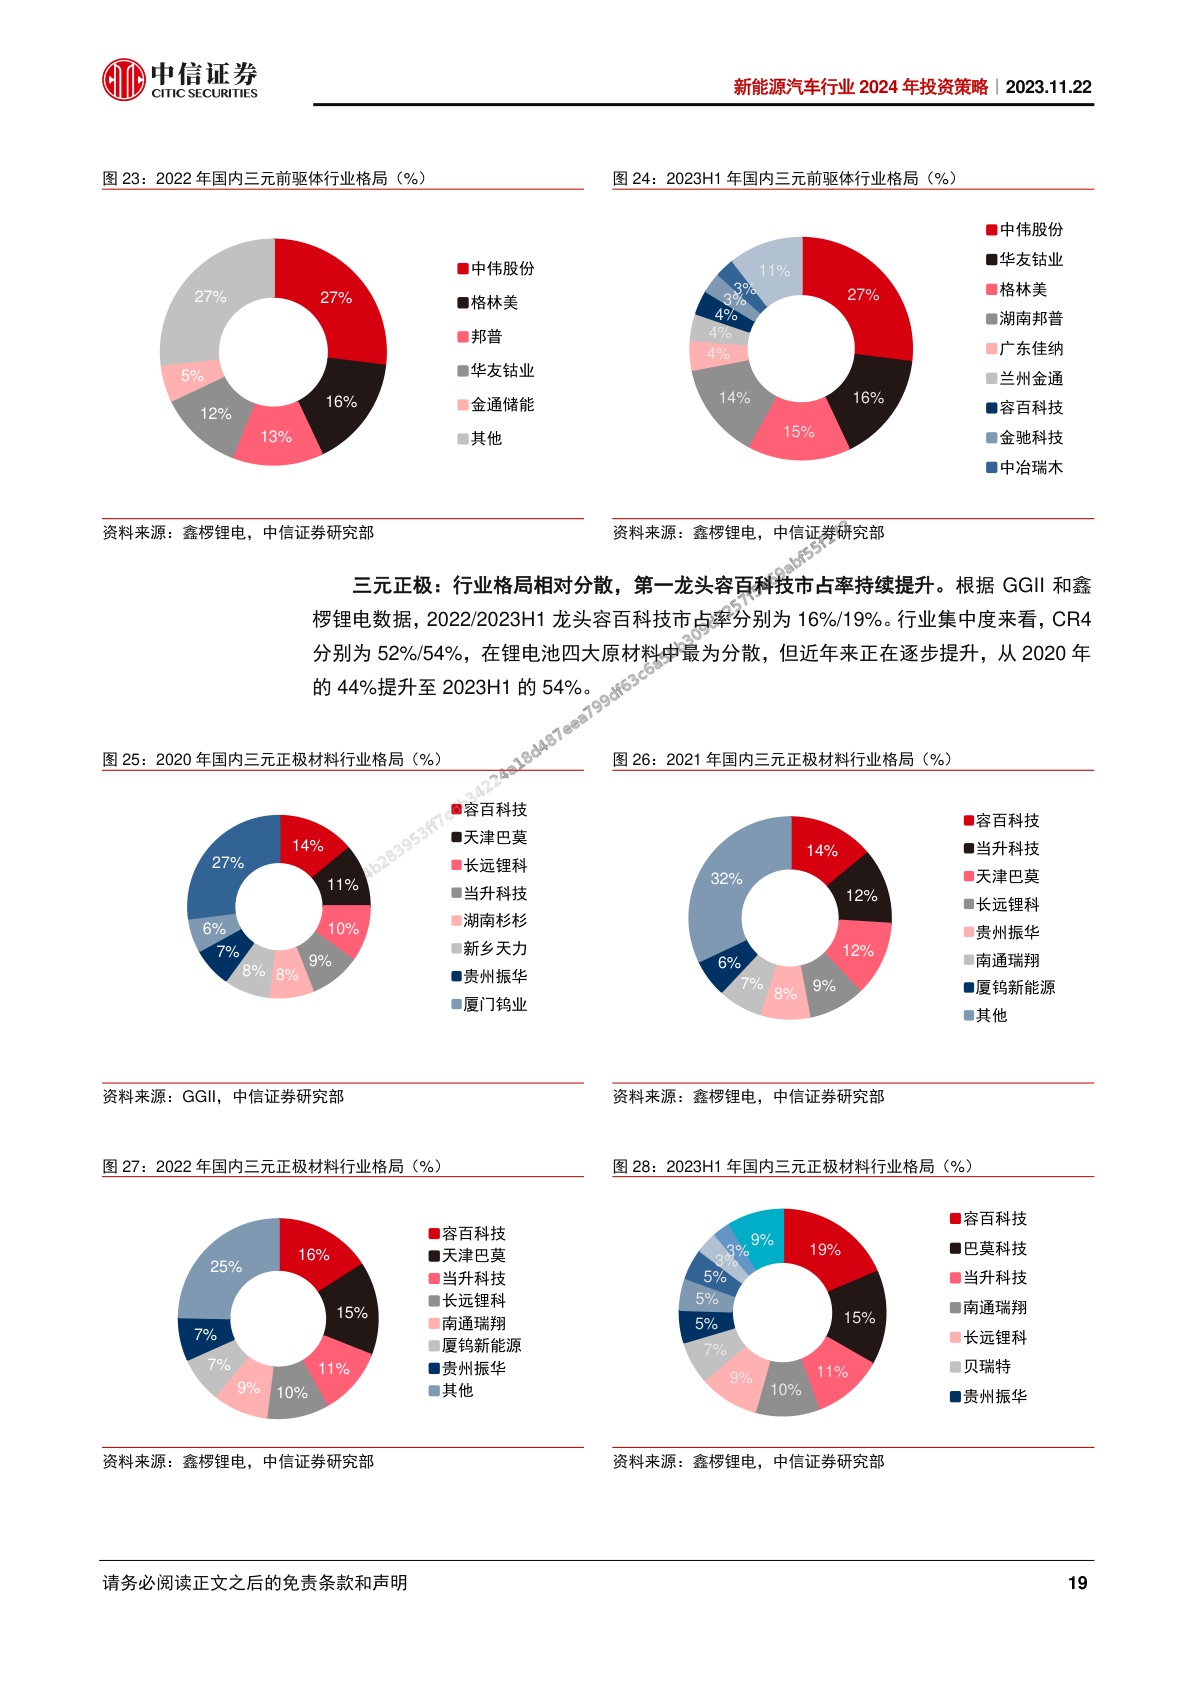 中信证券
CITIC SECURITIES
新能源汽车行业 2024 年投资策略｜2023.11.22
图 23：2022 年国内三元前驱体行业格局（%）
27%
16%
13%
12%
5%
27%
中伟股份
格林美
邦普
华友钴业
金通储能
其他
资料来源：鑫椤锂电，中信证券研究部
图 24：2023H1 年国内三元前驱体行业格局（%）
27%
16%
15%
14%
4%
4%
4%
3%
3%
11%
中伟股份
华友钴业
格林美
湖南邦普
广东佳纳
兰州金通
容百科技
金驰科技
中冶瑞木
资料来源：鑫椤锂电，中信证券研究部
三元正极：行业格局相对分散，第一龙头容百科技市占率持续提升。根据 GGII 和鑫
椤锂电数据，2022/2023H1 龙头容百科技市占率分别为 16%/19%。行业集中度来看，CR4
分别为 52%/54%，在锂电池四大原材料中最为分散，但近年来正在逐步提升，从 2020 年
的 44%提升至 2023H1 的 54%。
图 25：2020 年国内三元正极材料行业格局（%）
14%
11%
10%
9%
8%
8%
7%
6%
27%
容百科技
天津巴莫
长远锂科
当升科技
湖南杉杉
新乡天力
贵州振华
厦门钨业
资料来源：GGII，中信证券研究部
图 26：2021 年国内三元正极材料行业格局（%）
14%
12%
12%
9%
8%
7%
6%
32%
容百科技
当升科技
天津巴莫
长远锂科
贵州振华
南通瑞翔
厦钨新能源
其他
资料来源：鑫椤锂电，中信证券研究部
图 27：2022 年国内三元正极材料行业格局（%）
16%
15%
11%
10%
9%
7%
7%
25%
容百科技
天津巴莫
当升科技
长远锂科
南通瑞翔
厦钨新能源
贵州振华
其他
资料来源：鑫椤锂电，中信证券研究部
图 28：2023H1 年国内三元正极材料行业格局（%）
19%
15%
11%
10%
9%
7%
5%
5%
5%
3%
3%
9%
容百科技
巴莫科技
当升科技
南通瑞翔
长远锂科
贝瑞特
贵州振华
资料来源：鑫椤锂电，中信证券研究部
请务必阅读正文之后的免责条款和声明
19